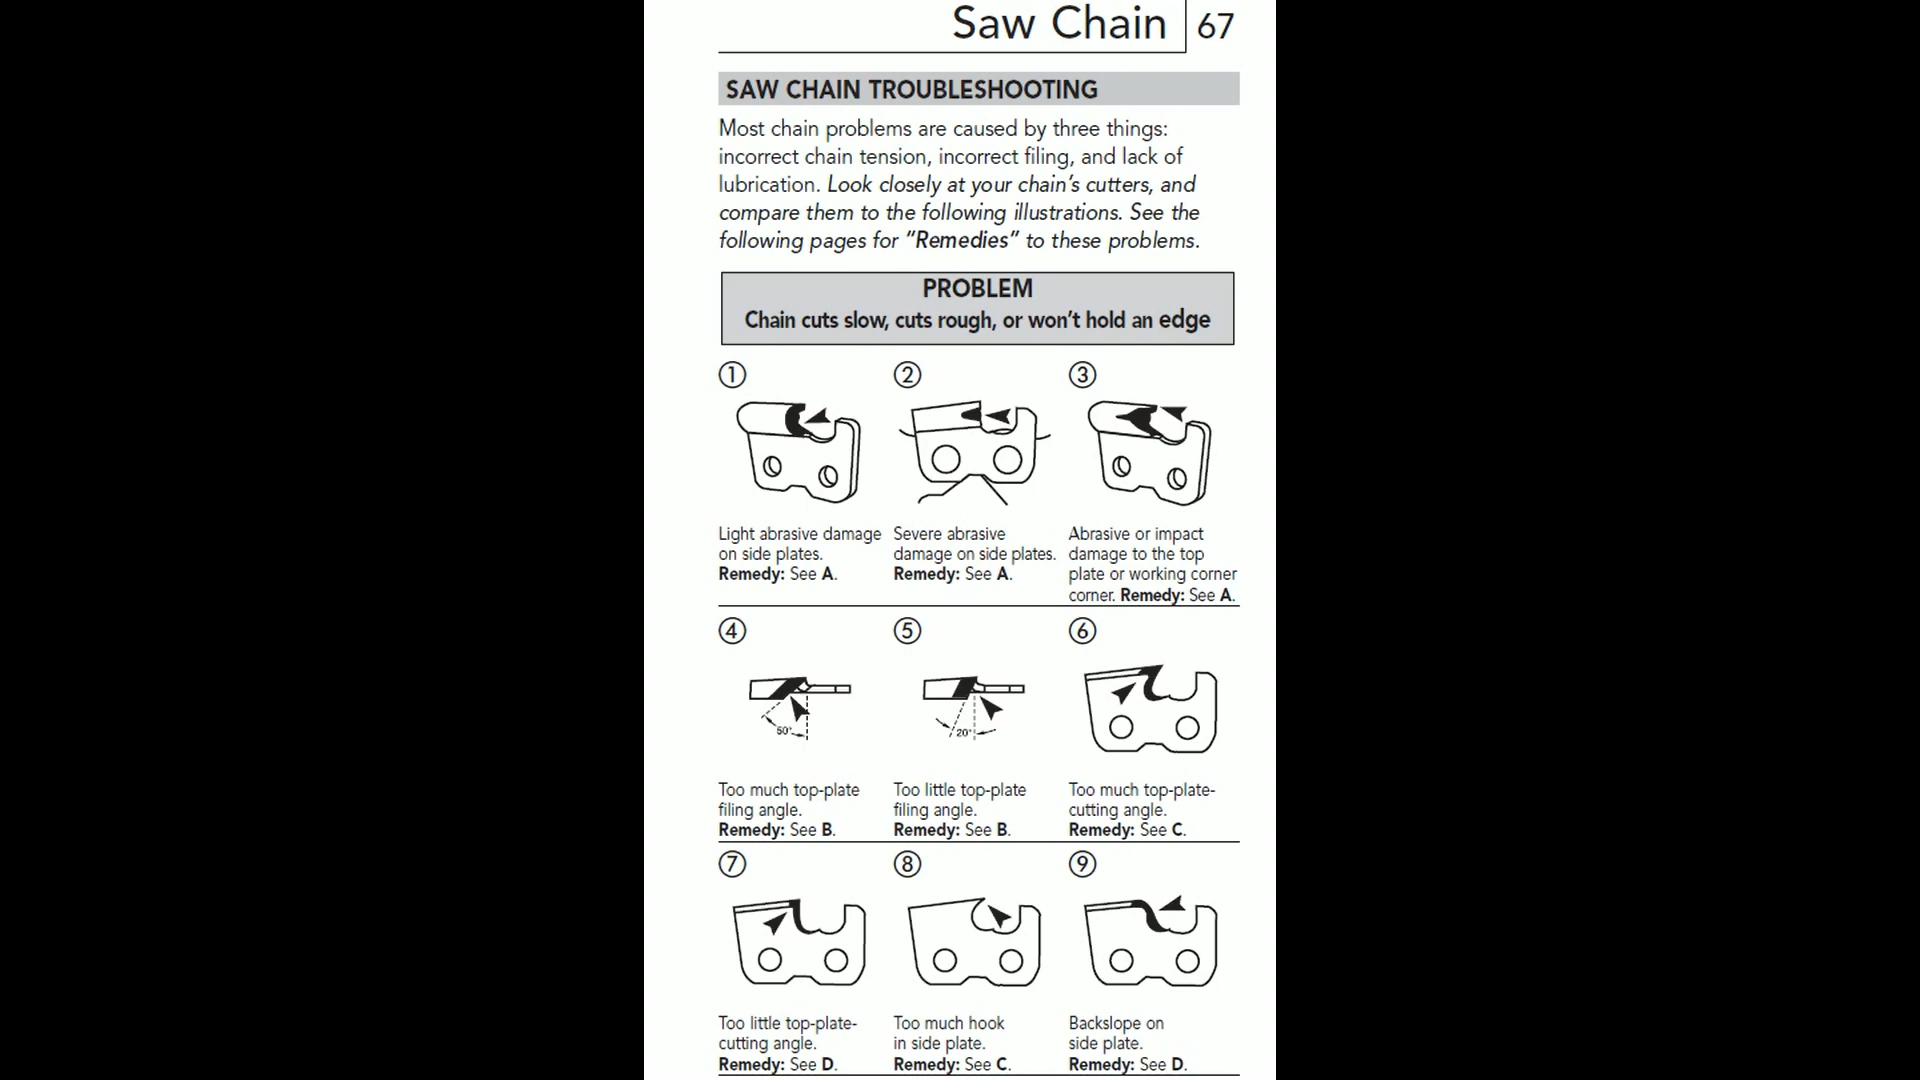 Saw Chain 67
SAW CHAIN TROUBLESHOOTING
Most chain problems are caused by three things:
incorrect chain tension, incorrect filing, and lack of
lubrication. Look closely at your chain's cutters, and
compare them to the following illustrations. See the
following pages for "Remedies" to these problems.
PROBLEM
Chain cuts slow, cuts rough, or won't hold an edge
1
Light abrasive damage
on side plates.
Remedy: See A.
2
Severe abrasive
damage on side plates.
Remedy: See A.
3
Abrasive or impact
damage to the top
plate or working corner
corner. Remedy: See A.
4
50°
Too much top-plate
filing angle.
Remedy: See B.
5
20°
Too little top-plate
filing angle.
Remedy: See B.
6
Too much top-plate-
cutting angle.
Remedy: See C.
7
Too little top-plate-
cutting angle.
Remedy: See D.
8
Too much hook
in side plate.
Remedy: See C.
9
Backslope on
side plate.
Remedy: See D.